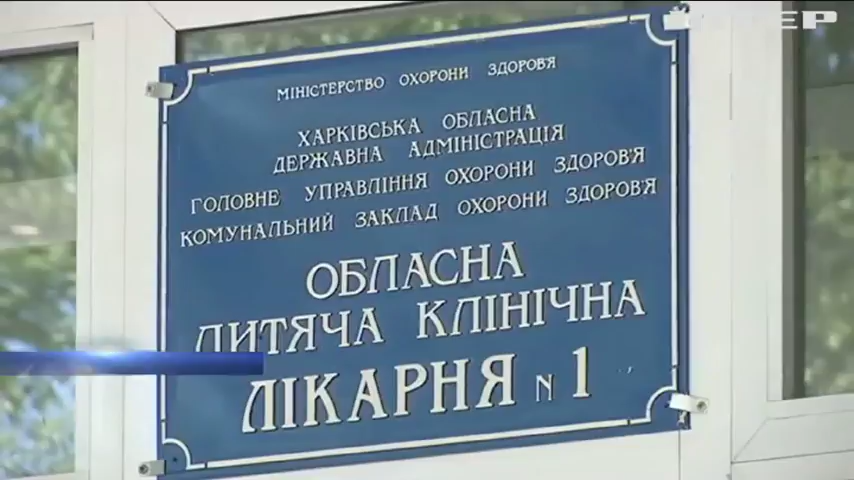 МІНІСТЕРСТВО ОХОРОНИ ЗДОРОВ'Я
ХАРКІВСЬКА ОБЛАСНА
ДЕРЖАВНА АДМІНІСТРАЦІЯ
ГОЛОВНЕ УПРАВЛІННЯ ОХОРОНИ ЗДОРОВ'Я
КОМУНАЛЬНИЙ ЗАКЛАД ОХОРОНИ ЗДОРОВ'Я
ОБЛАСНА
ДИТЯЧА КЛІНІЧНА
ЛІКАРНЯ N 1